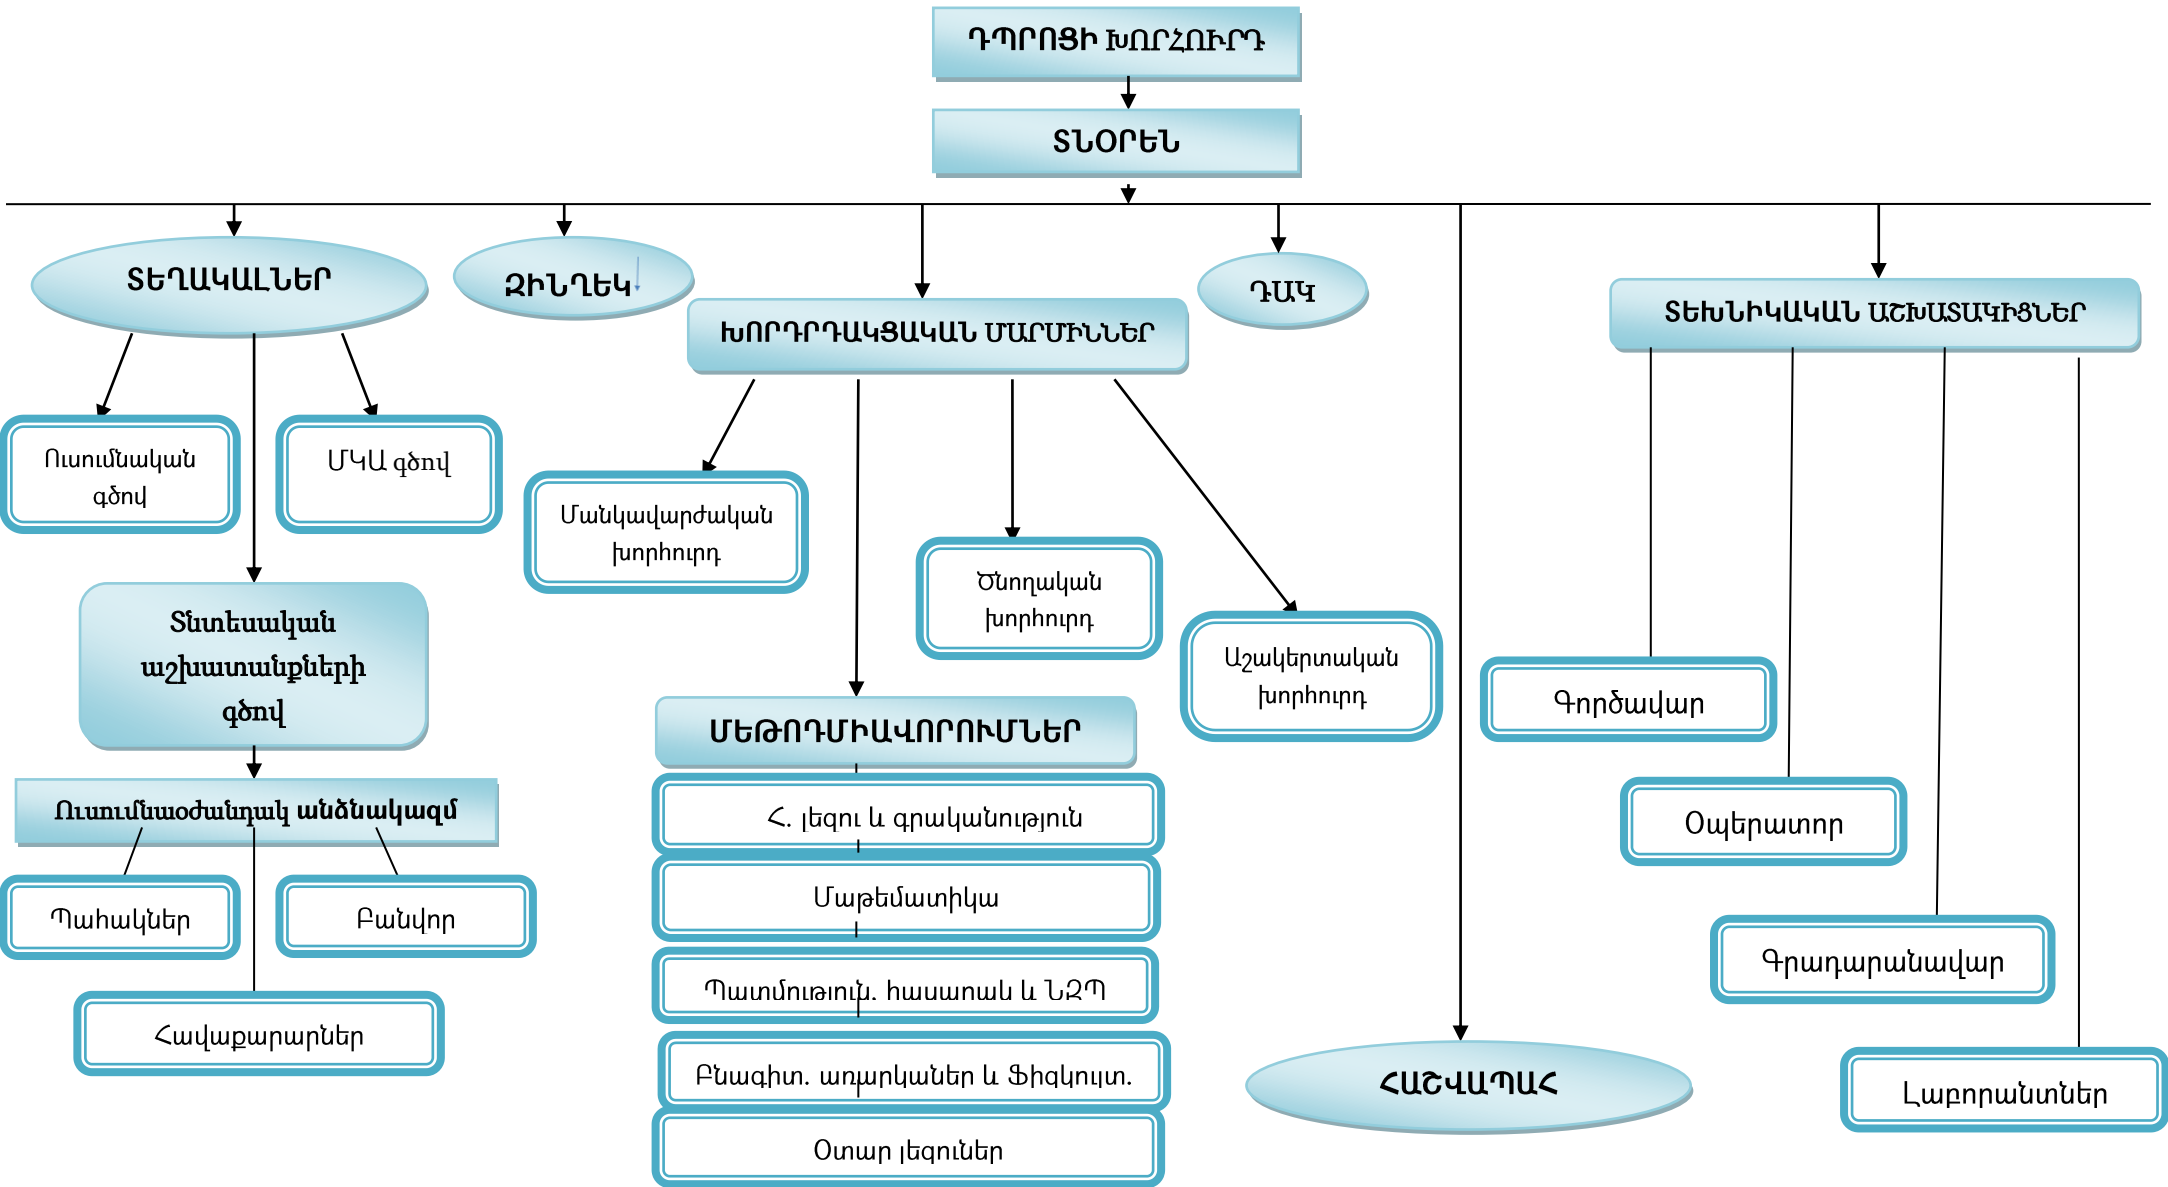 ԴՊՐՈՑԻ ԽՈՐՀՈՒՐԴ
ՏՆՕՐԵՆ
ՏԵՂԱԿԱԼՆԵՐ
ԶԻՆՂԵԿ
ԽՈՐԴՐԴԱԿՑԱԿԱՆ ՄԱՐՄԻՆՆԵՐ
ԴԱԿ
ՏԵԽՆԻԿԱԿԱՆ ԱՇԽԱՏԱԿԻՑՆԵՐ
Ուսումնական
գծով
ՄԿԱ գծով
Մանկավարժական
խորհուրդ
Ծնողական
խորհուրդ
Աշակերտական
խորհուրդ
Տնտեսական
աշխատանքների
գծով
ՄԵԹՈԴՄԻԱՎՈՐՈՒՄՆԵՐ
Գործավար
Օպերատոր
Գրադարանավար
Լաբորանտներ
Ուսումնաօժանդակ անձնակազմ
Պահակներ
Բանվոր
Հավաքարարներ
Հ. լեզու և գրականություն
Մաթեմատիկա
Պատմություն. հասարակ և ՆԶՊ
Բնագիտ. առարկաներ և Ֆիզկուլտ.
Օտար լեզուներ
ՀԱՇՎԱՊԱՀ